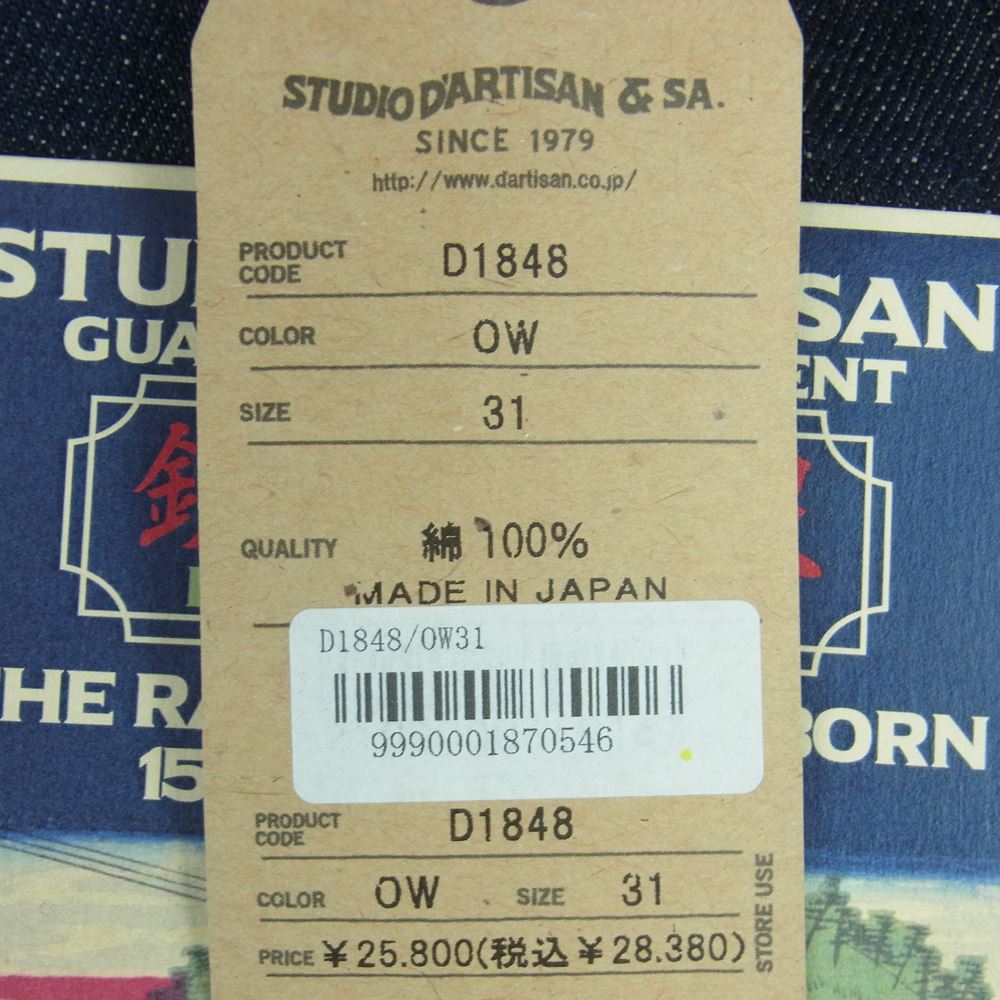 STUDIO D'ARTISAN & SA.
SINCE 1979
http://www.dartisan.co.jp/
PRODUCT CODE D1848
COLOR OW
SIZE 31
QUALITY 綿 100%
MADE IN JAPAN
D1848/OW31
9990001870546
PRODUCT CODE D1848
COLOR OW SIZE 31
PRICE ¥25.800(税込¥28.380)
STORE USE
STU
SAN
GUA
ENT
THE RA
BORN
15